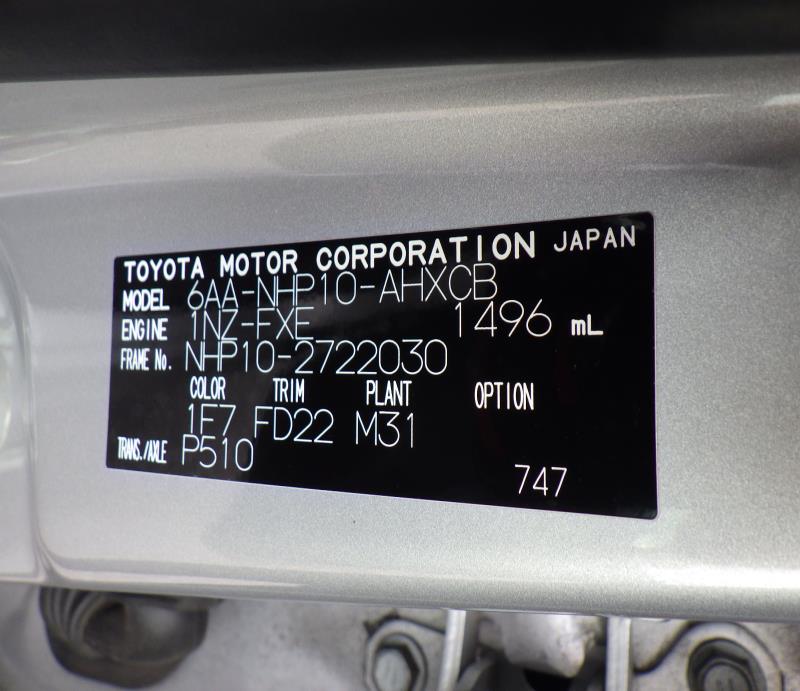 TOYOTA MOTOR CORPORATION JAPAN
MODEL 6AA-NHP10-AHXCB
ENGINE 1NZ-FXE 1496 mL
FRAME No. NHP10-2722030
COLOR TRIM PLANT OPTION
1F7 FD22 M31
TRANS./AXLE P510
747